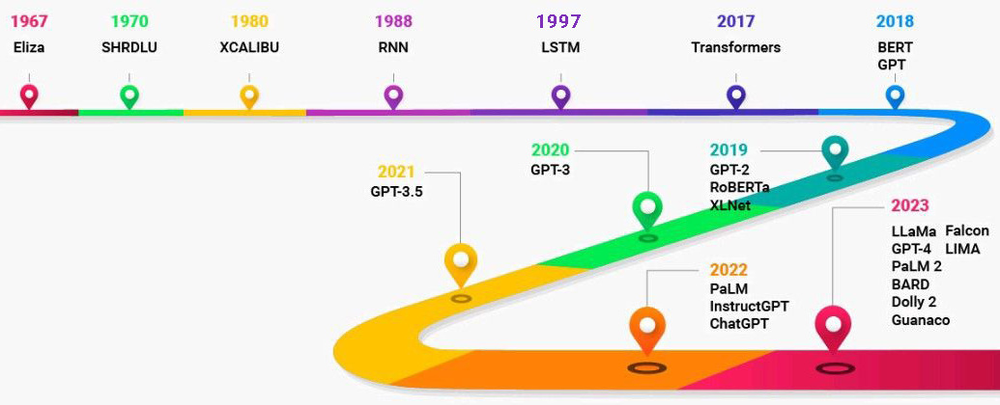 1967
Eliza
1970
SHRDLU
1980
XCALIBU
1988
RNN
1997
LSTM
2017
Transformers
2018
BERT
GPT
2019
GPT-2
RoBERTa
XLNet
2020
GPT-3
2021
GPT-3.5
2022
PaLM
InstructGPT
ChatGPT
2023
LLaMa Falcon
GPT-4 LIMA
PaLM 2
BARD
Dolly 2
Guanaco